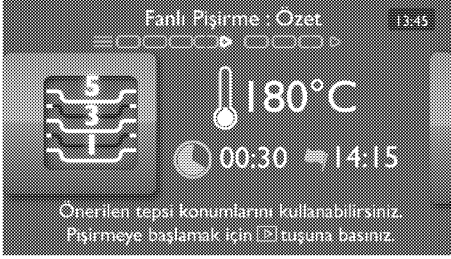 Fanlı Pişirme : Özet 13:45
5
3
1
180°C
00:30 14:15
Önerilen tepsi konumlarını kullanabilirsiniz.
Pişirmeye başlamak için tuşuna basınız.